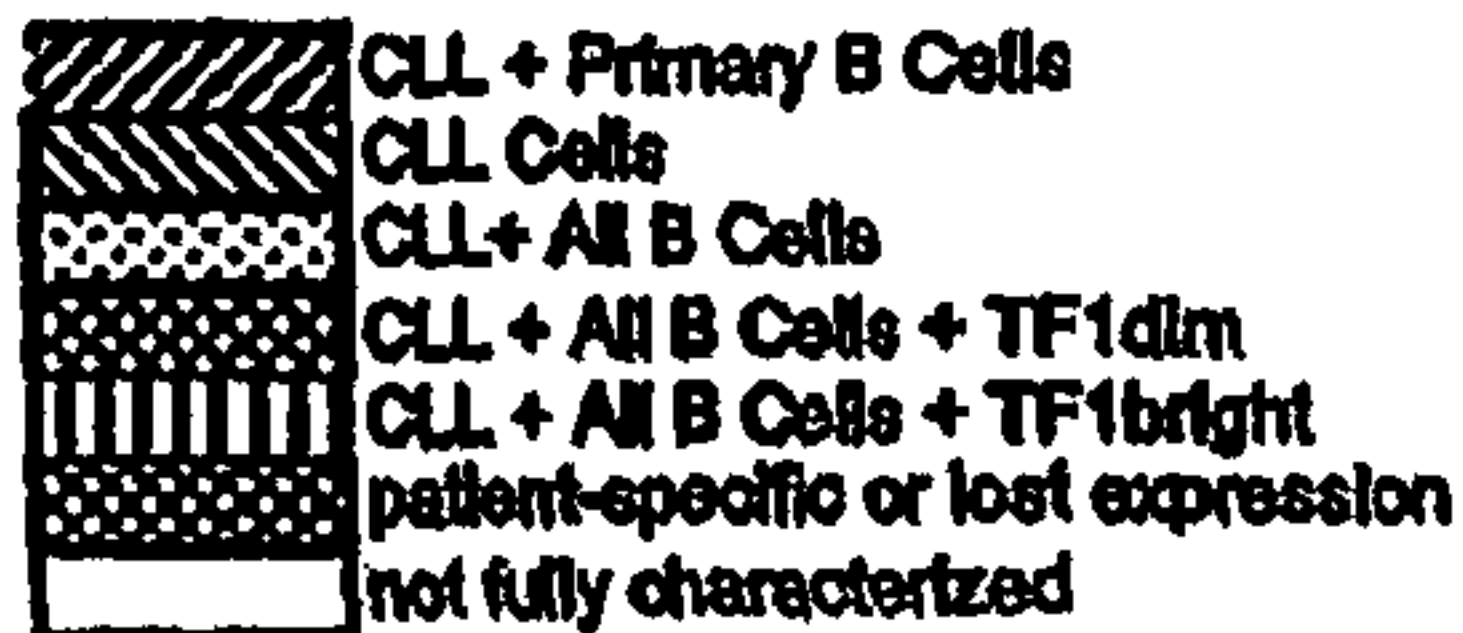 CLL + Primary B Cells
CLL Cells
CLL+ All B Cells
CLL + All B Cells + TF1dim
CLL + All B Cells + TF1bright
patient-specific or lost expression
not fully characterized